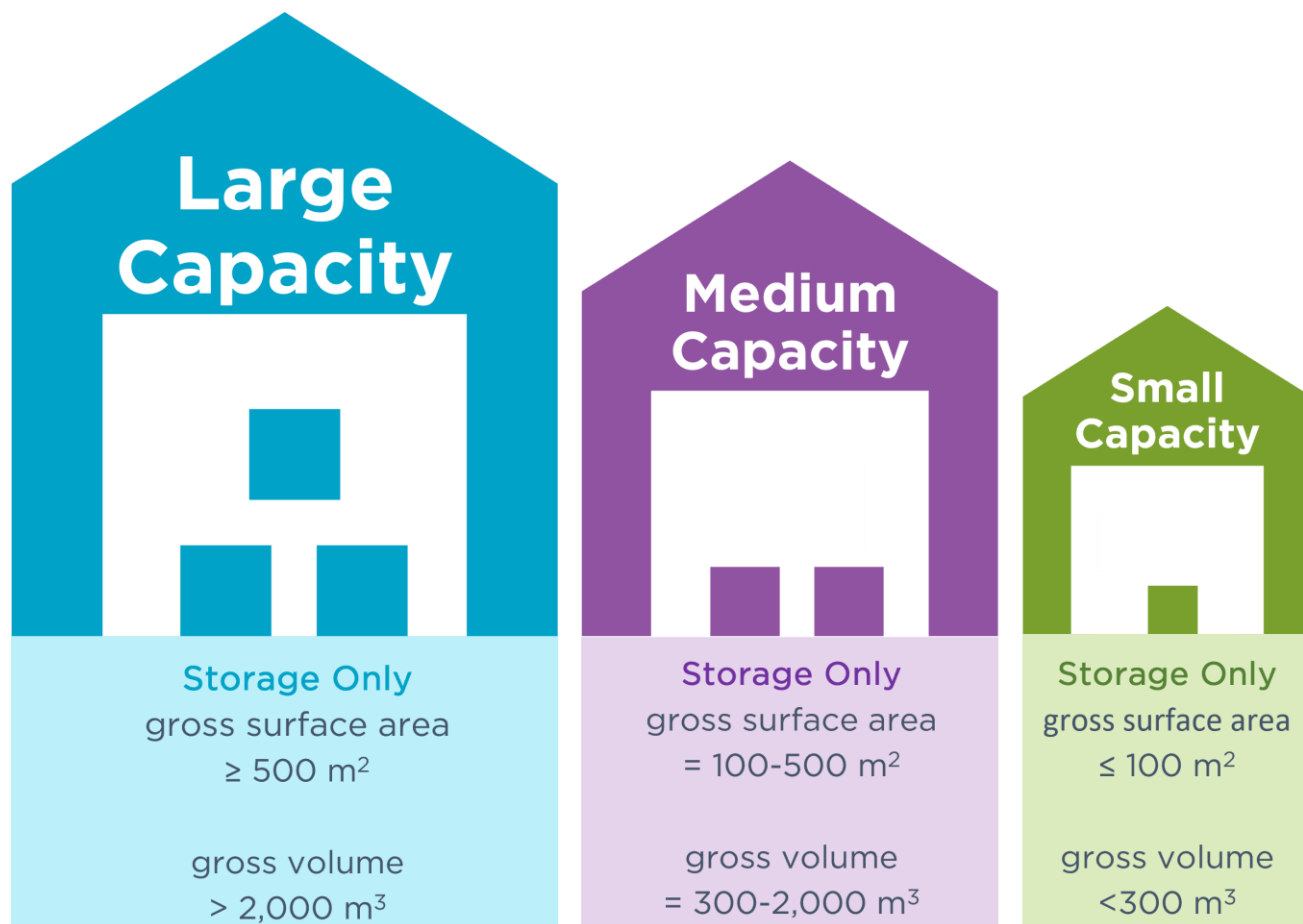 Large
Capacity
Storage Only
gross surface area
≥ 500 m²
gross volume
> 2,000 m³
Medium
Capacity
Storage Only
gross surface area
= 100-500 m²
gross volume
= 300-2,000 m³
Small
Capacity
Storage Only
gross surface area
≤ 100 m²
gross volume
<300 m³